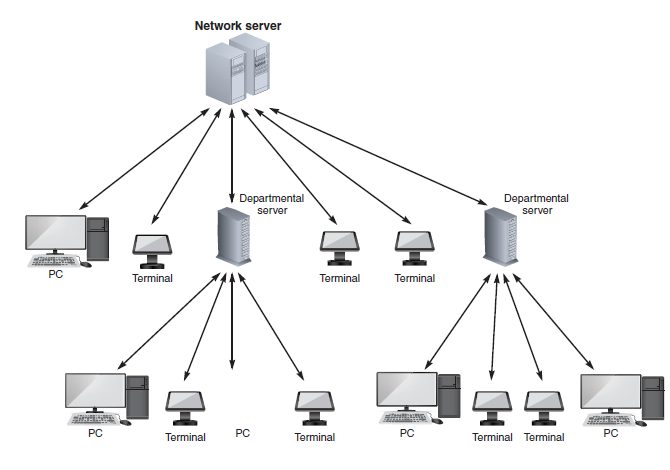 Network server
Departmental
server
Departmental
server
PC
Terminal
Terminal
Terminal
PC
Terminal
PC
Terminal
PC
Terminal
Terminal
PC